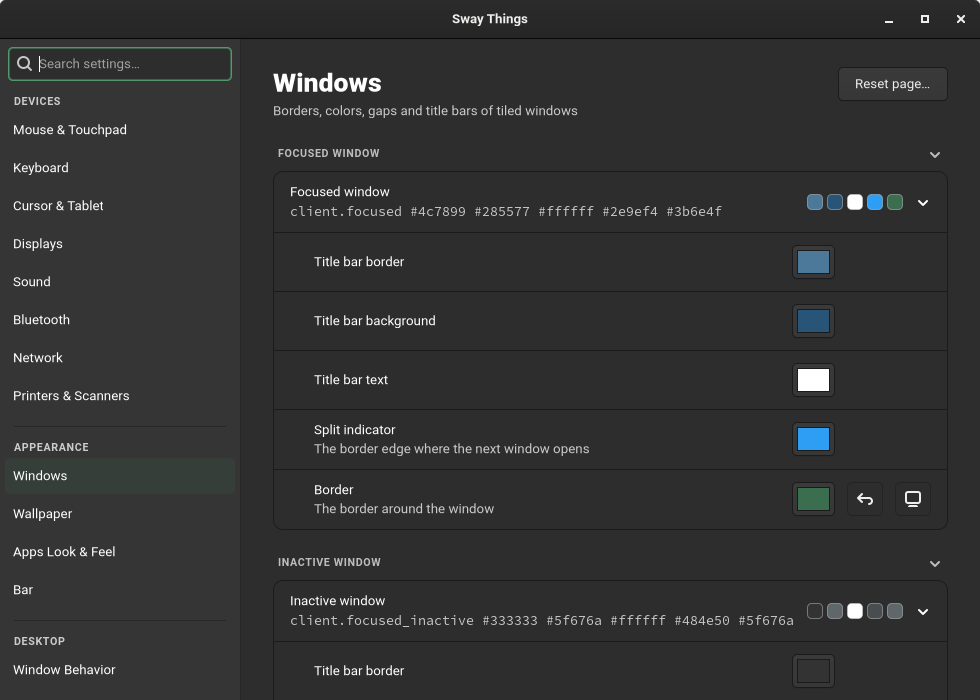 Sway Things
Search settings...
DEVICES
Mouse & Touchpad
Keyboard
Cursor & Tablet
Displays
Sound
Bluetooth
Network
Printers & Scanners
APPEARANCE
Windows
Wallpaper
Apps Look & Feel
Bar
DESKTOP
Window Behavior
Windows
Reset page...
Borders, colors, gaps and title bars of tiled windows
FOCUSED WINDOW
Focused window
client.focused #4c7899 #285577 #ffffff #2e9ef4 #3b6e4f
Title bar border
Title bar background
Title bar text
Split indicator
The border edge where the next window opens
Border
The border around the window
INACTIVE WINDOW
Inactive window
client.focused_inactive #333333 #5f676a #ffffff #484e50 #5f676a
Title bar border